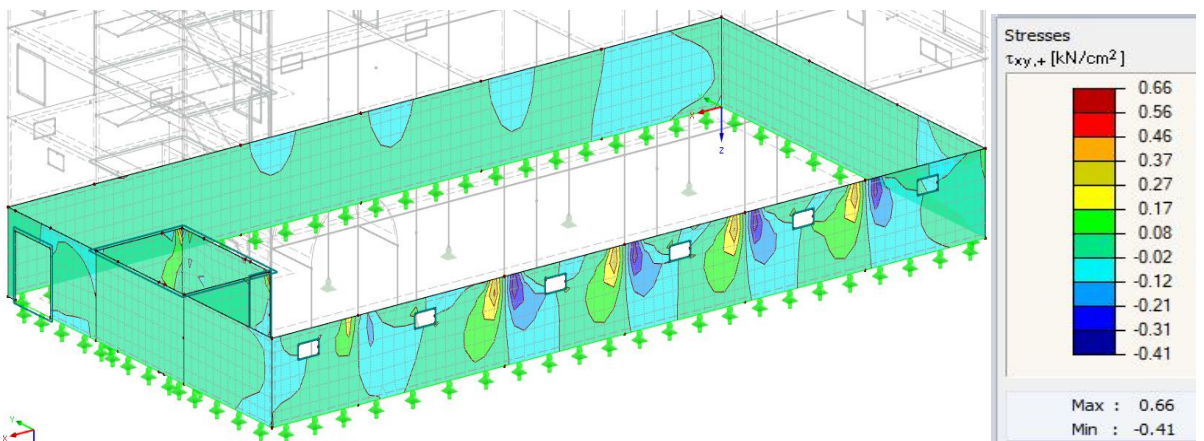 Stresses
τxy,+ [kN/cm²]
0.66
0.56
0.46
0.37
0.27
0.17
0.08
-0.02
-0.12
-0.21
-0.31
-0.41
Max : 0.66
Min : -0.41
X
Z
Y
X